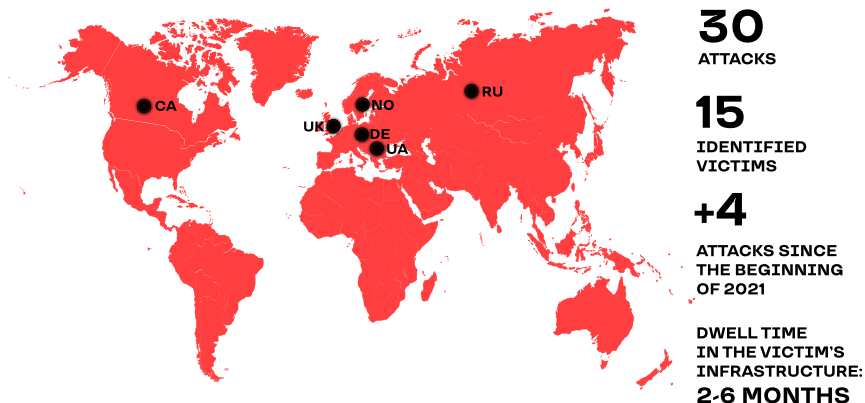 CA
NO
RU
UK
DE
UA
30
ATTACKS
15
IDENTIFIED
VICTIMS
+4
ATTACKS SINCE
THE BEGINNING
OF 2021
DWELL TIME
IN THE VICTIM'S
INFRASTRUCTURE:
2-6 MONTHS